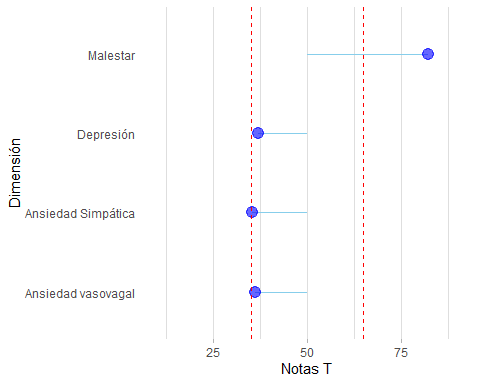 Malestar
Depresión
Ansiedad Simpática
Ansiedad vasovagal
Dimensión
25 50 75
Notas T